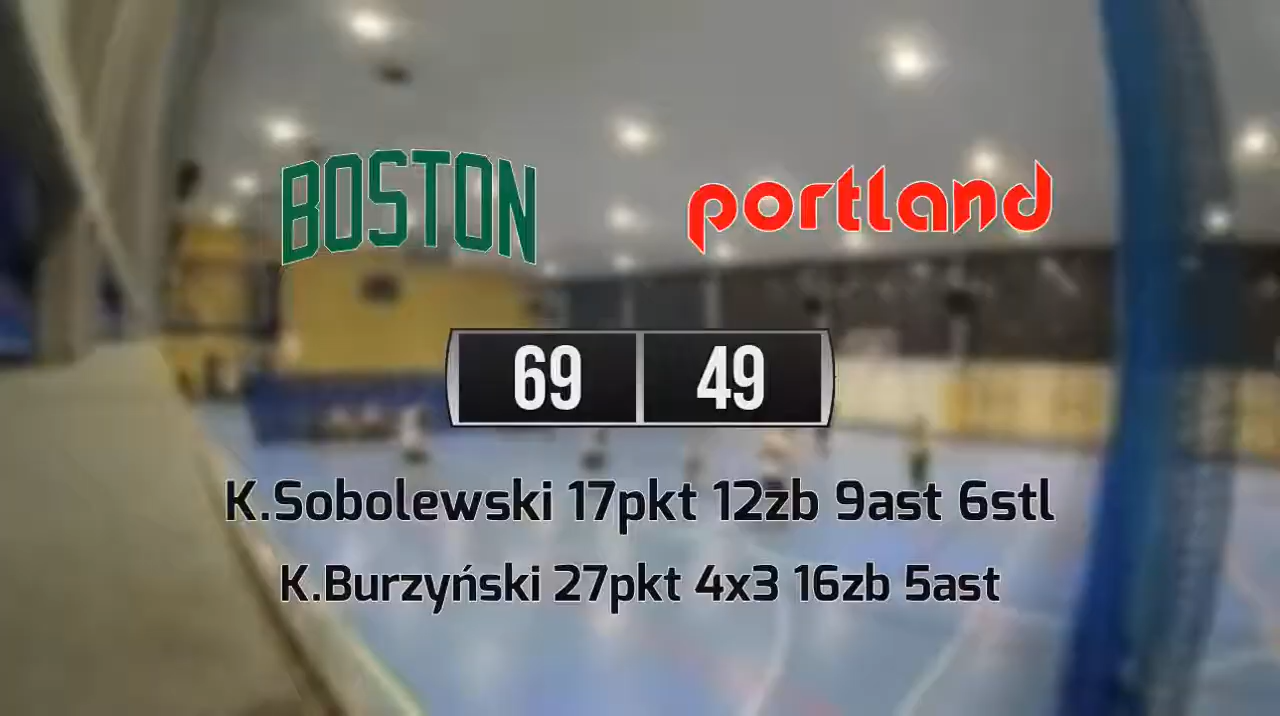 BOSTON portland
69 49
K.Sobolewski 17pkt 12zb 9ast 6stl
K.Burzyński 27pkt 4x3 16zb 5ast